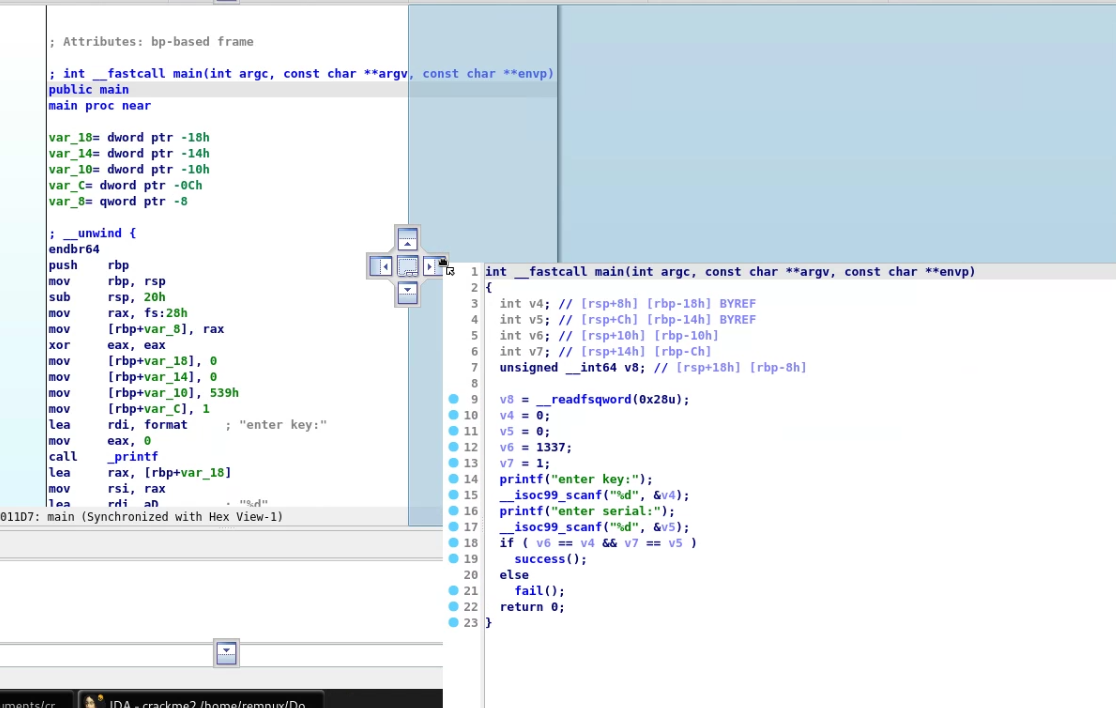 ; Attributes: bp-based frame
; int __fastcall main(int argc, const char **argv, const char **envp)
public main
main proc near
var_18= dword ptr -18h
var_14= dword ptr -14h
var_10= dword ptr -10h
var_C= dword ptr -0Ch
var_8= qword ptr -8
; __unwind {
endbr64
push rbp
mov rbp, rsp
sub rsp, 20h
mov rax, fs:28h
mov [rbp+var_8], rax
xor eax, eax
mov [rbp+var_18], 0
mov [rbp+var_14], 0
mov [rbp+var_10], 539h
mov [rbp+var_C], 1
lea rdi, format ; "enter key:"
mov eax, 0
call _printf
lea rax, [rbp+var_18]
mov rsi, rax
lea rdi, aD ; "%d"
011D7: main (Synchronized with Hex View-1)
1 int __fastcall main(int argc, const char **argv, const char **envp)
2 {
3 int v4; // [rsp+8h] [rbp-18h] BYREF
4 int v5; // [rsp+Ch] [rbp-14h] BYREF
5 int v6; // [rsp+10h] [rbp-10h]
6 int v7; // [rsp+14h] [rbp-Ch]
7 unsigned __int64 v8; // [rsp+18h] [rbp-8h]
8
9 v8 = __readfsqword(0x28u);
10 v4 = 0;
11 v5 = 0;
12 v6 = 1337;
13 v7 = 1;
14 printf("enter key:");
15 __isoc99_scanf("%d", &v4);
16 printf("enter serial:");
17 __isoc99_scanf("%d", &v5);
18 if ( v6 == v4 && v7 == v5 )
19 success();
20 else
21 fail();
22 return 0;
23 }
uments/cr
IDA - crackme2 /home/remnux/Do